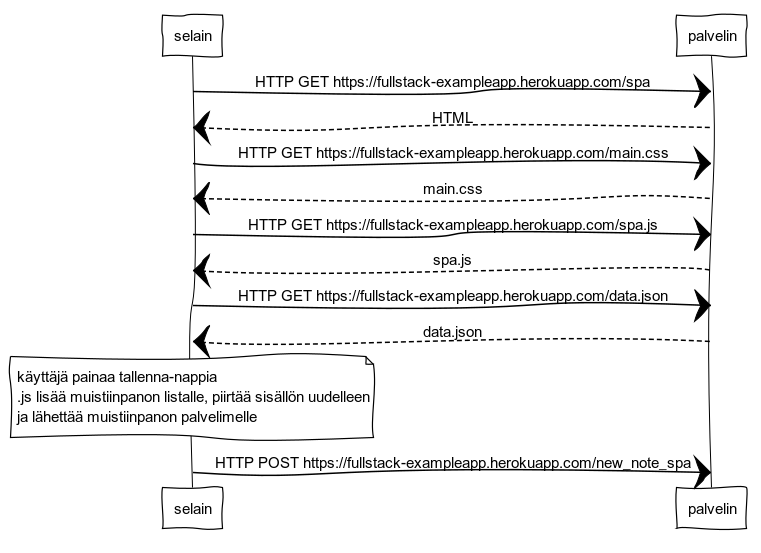 selain
palvelin
HTTP GET https://fullstack-exampleapp.herokuapp.com/spa
HTML
HTTP GET https://fullstack-exampleapp.herokuapp.com/main.css
main.css
HTTP GET https://fullstack-exampleapp.herokuapp.com/spa.js
spa.js
HTTP GET https://fullstack-exampleapp.herokuapp.com/data.json
data.json
käyttäjä painaa tallenna-nappia
.js lisää muistiinpanon listalle, piirtää sisällön uudelleen
ja lähettää muistiinpanon palvelimelle
HTTP POST https://fullstack-exampleapp.herokuapp.com/new_note_spa
selain
palvelin